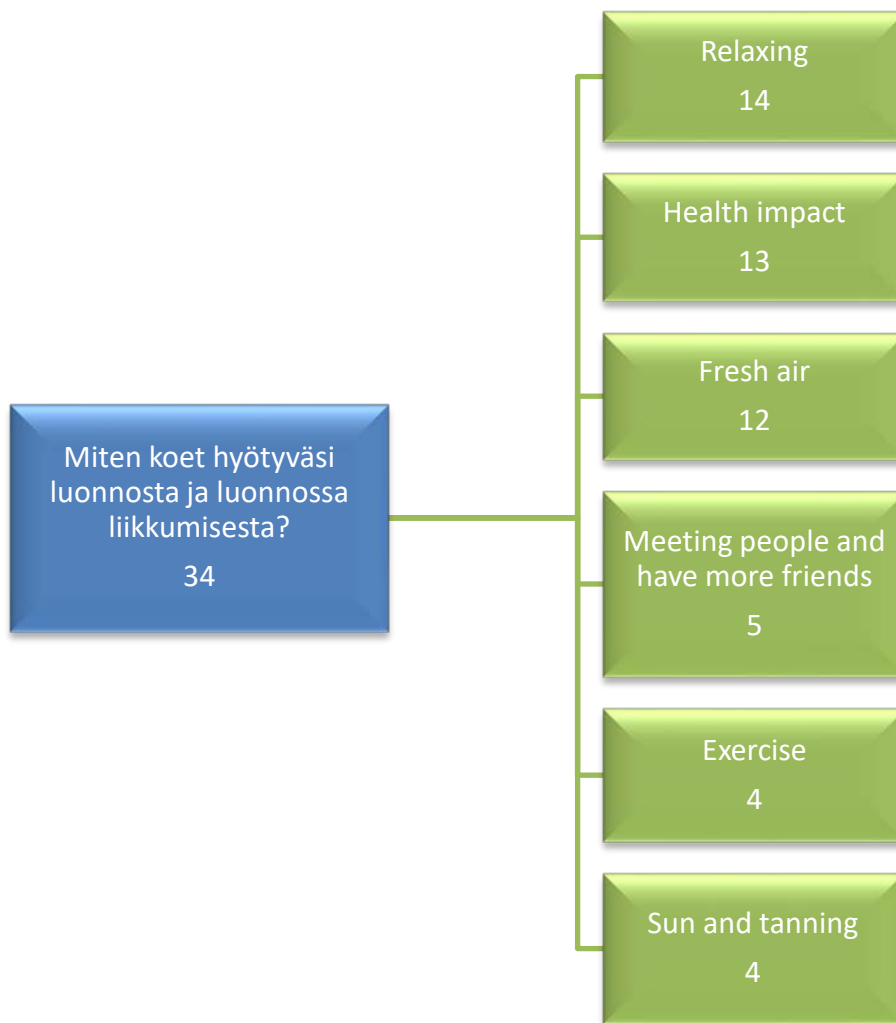 Miten koet hyötyväsi
luonnosta ja luonnossa
liikkumisesta?
34
Relaxing
14
Health impact
13
Fresh air
12
Meeting people and
have more friends
5
Exercise
4
Sun and tanning
4